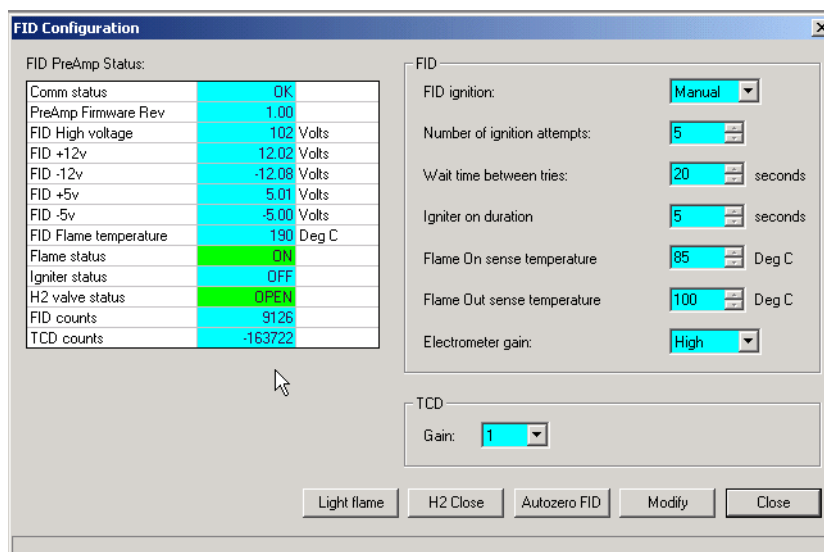 FID Configuration
FID PreAmp Status:
Comm status OK
PreAmp Firmware Rev 1.00
FID High voltage 102 Volts
FID +12v 12.02 Volts
FID -12v -12.08 Volts
FID +5v 5.01 Volts
FID -5v -5.00 Volts
FID Flame temperature 190 Deg C
Flame status ON
Igniter status OFF
H2 valve status OPEN
FID counts 9126
TCD counts -163722
FID
FID ignition: Manual
Number of ignition attempts: 5
Wait time between tries: 20 seconds
Igniter on duration 5 seconds
Flame On sense temperature 85 Deg C
Flame Out sense temperature 100 Deg C
Electrometer gain: High
TCD
Gain: 1
Light flame H2 Close Autozero FID Modify Close